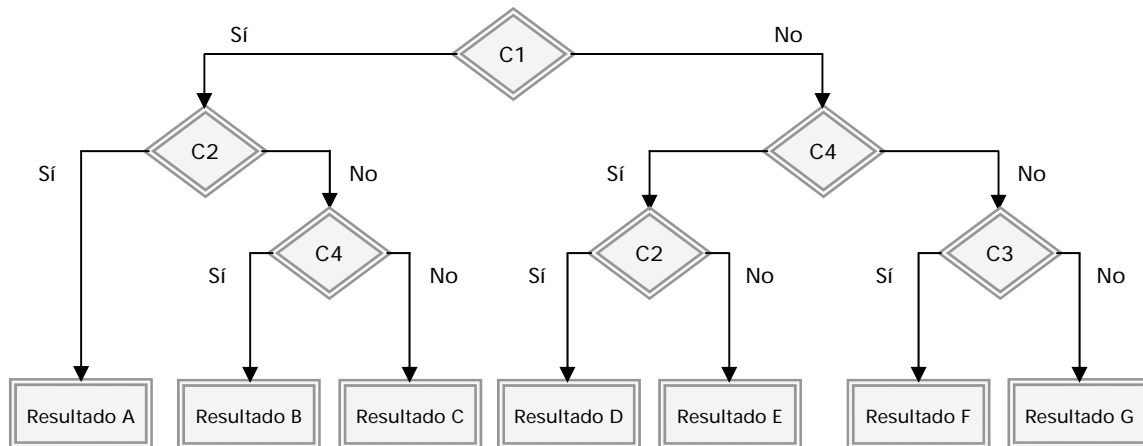 Sí
No
C1
C2
C4
Sí
No
Sí
No
C4
C2
C3
Sí
No
Sí
No
Sí
No
Resultado A
Resultado B
Resultado C
Resultado D
Resultado E
Resultado F
Resultado G